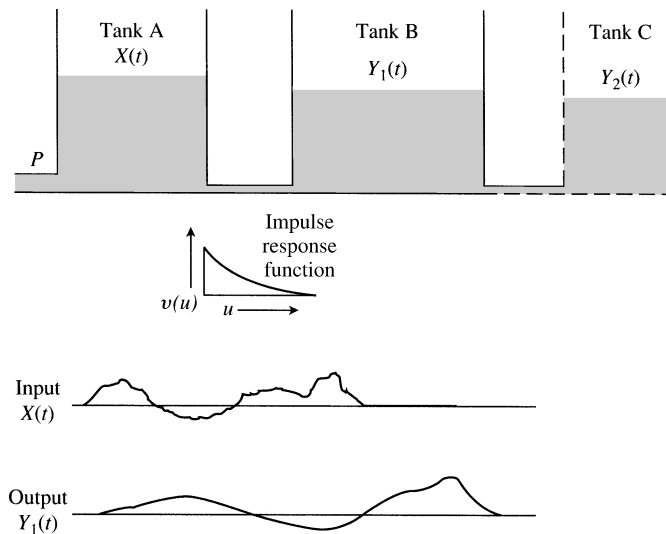 Tank A
X(t)
Tank B
Y₁(t)
Tank C
Y₂(t)
P
Impulse
response
function
υ(u)
u
Input
X(t)
Output
Y₁(t)